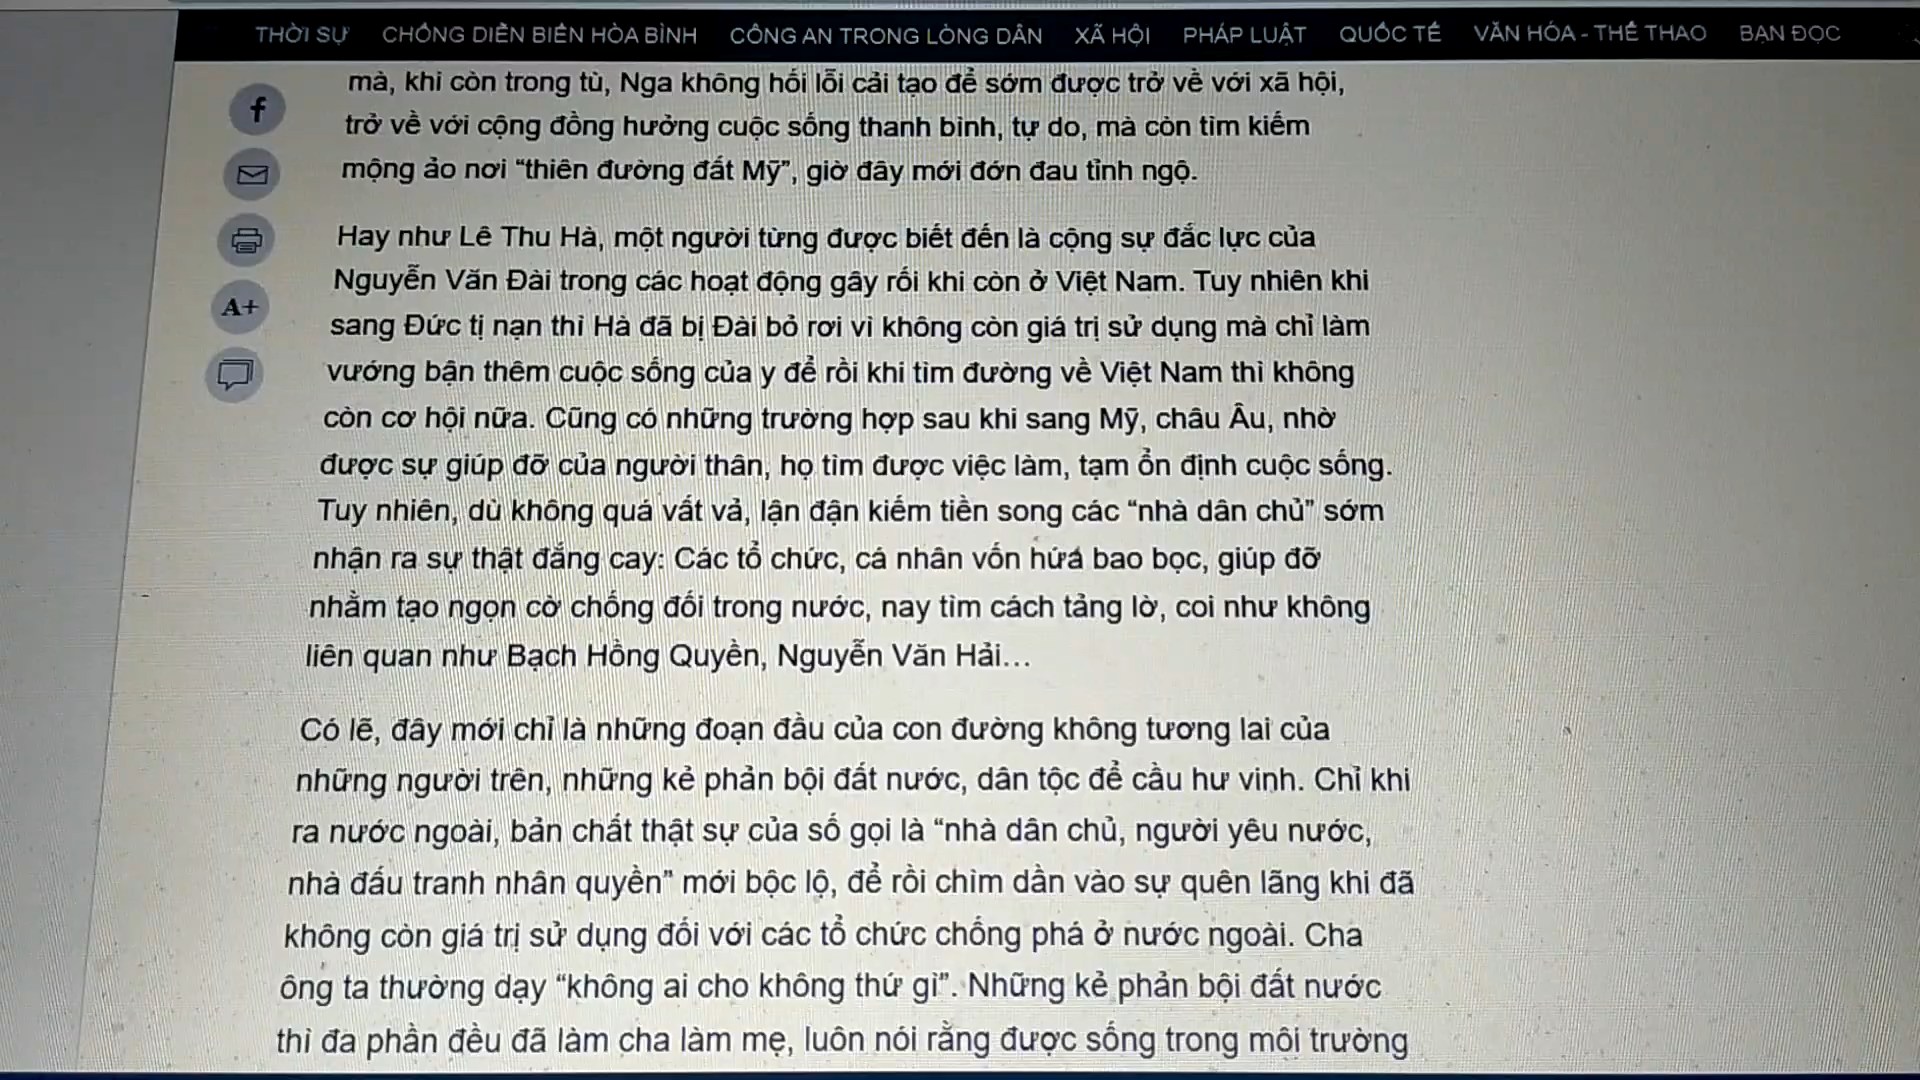 THỜI SỰ CHỐNG DIỄN BIẾN HÒA BÌNH CÔNG AN TRONG LÒNG DÂN XÃ HỘI PHÁP LUẬT QUỐC TẾ VĂN HÓA - THỂ THAO BẠN ĐỌC
mà, khi còn trong tù, Nga không hối lỗi cải tạo để sớm được trở về với xã hội,
trở về với cộng đồng hưởng cuộc sống thanh bình, tự do, mà còn tìm kiếm
mộng ảo nơi “thiên đường đất Mỹ”, giờ đây mới đớn đau tỉnh ngộ.
Hay như Lê Thu Hà, một người từng được biết đến là cộng sự đắc lực của
Nguyễn Văn Đài trong các hoạt động gây rối khi còn ở Việt Nam. Tuy nhiên khi
sang Đức tị nạn thì Hà đã bị Đài bỏ rơi vì không còn giá trị sử dụng mà chỉ làm
vướng bận thêm cuộc sống của y để rồi khi tìm đường về Việt Nam thì không
còn cơ hội nữa. Cũng có những trường hợp sau khi sang Mỹ, châu Âu, nhờ
được sự giúp đỡ của người thân, họ tìm được việc làm, tạm ổn định cuộc sống.
Tuy nhiên, dù không quá vất vả, lận đận kiếm tiền song các “nhà dân chủ” sớm
nhận ra sự thật đắng cay: Các tổ chức, cá nhân vốn hứa bao bọc, giúp đỡ
nhằm tạo ngọn cờ chống đối trong nước, nay tìm cách tảng lờ, coi như không
liên quan như Bạch Hồng Quyền, Nguyễn Văn Hải...
Có lẽ, đây mới chỉ là những đoạn đầu của con đường không tương lai của
những người trên, những kẻ phản bội đất nước, dân tộc để cầu hư vinh. Chỉ khi
ra nước ngoài, bản chất thật sự của số gọi là “nhà dân chủ, người yêu nước,
nhà đấu tranh nhân quyền” mới bộc lộ, để rồi chìm dần vào sự quên lãng khi đã
không còn giá trị sử dụng đối với các tổ chức chống phá ở nước ngoài. Cha
ông ta thường dạy “không ai cho không thứ gì”. Những kẻ phản bội đất nước
thì đa phần đều đã làm cha làm mẹ, luôn nói rằng được sống trong môi trường
f
A+